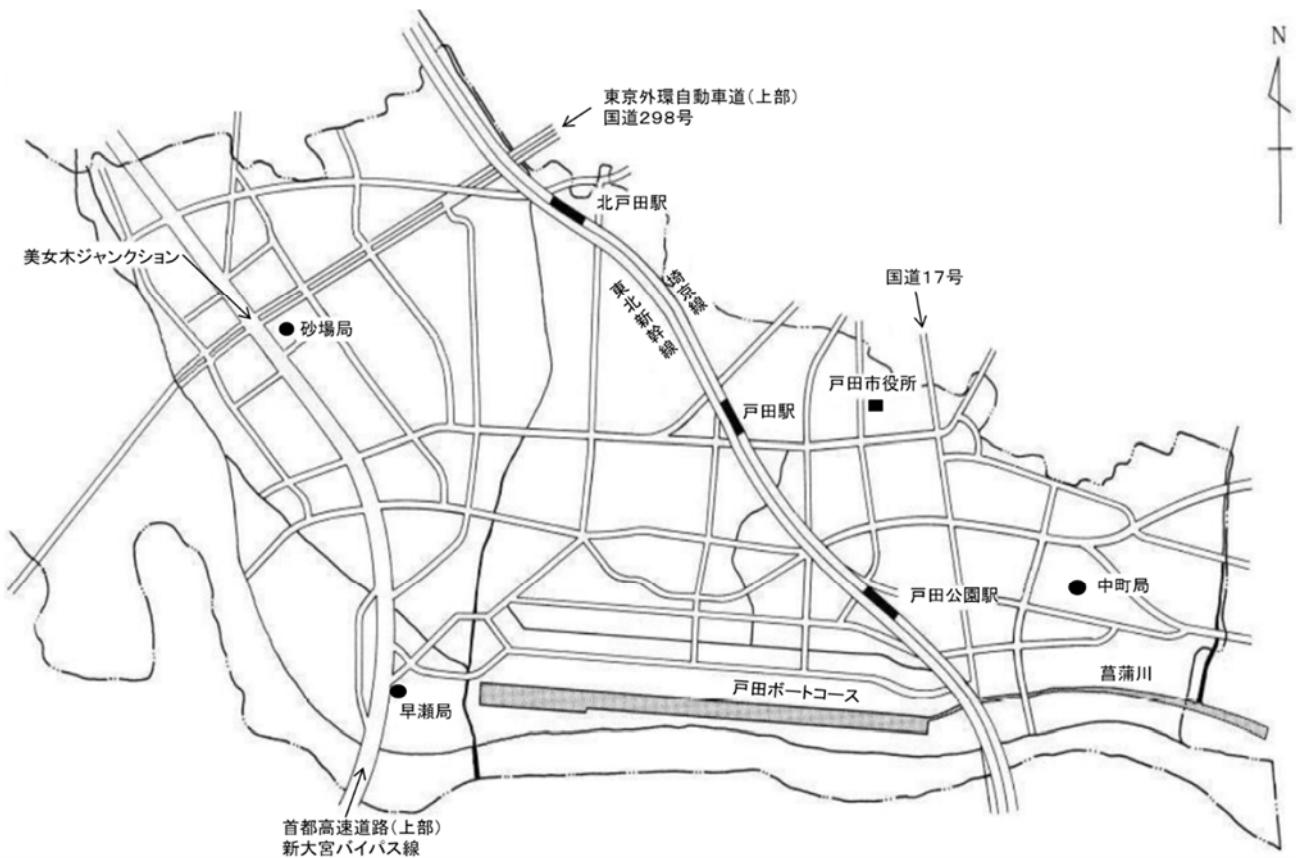 N
東京外環自動車道(上部)
国道298号
北戸田駅
美女木ジャンクション
埼京線
東北新幹線
国道17号
砂場局
戸田市役所
戸田駅
戸田公園駅
中町局
菖蒲川
戸田ボートコース
早瀬局
首都高速道路(上部)
新大宮バイパス線